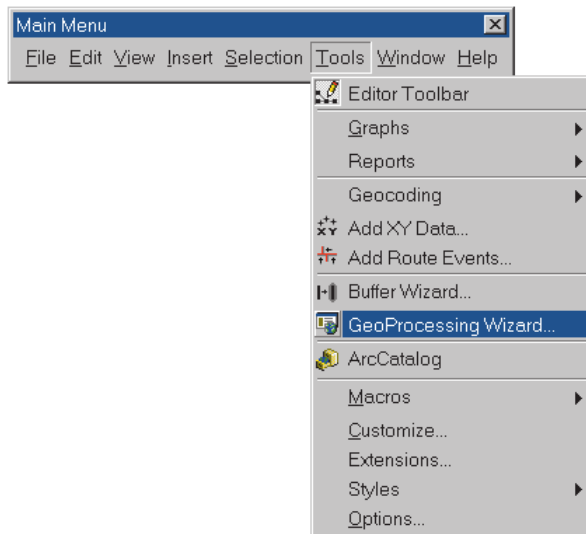 Main Menu
File Edit View Insert Selection Tools Window Help
Editor Toolbar
Graphs
Reports
Geocoding
Add XY Data...
Add Route Events...
Buffer Wizard...
GeoProcessing Wizard...
ArcCatalog
Macros
Customize...
Extensions...
Styles
Options...